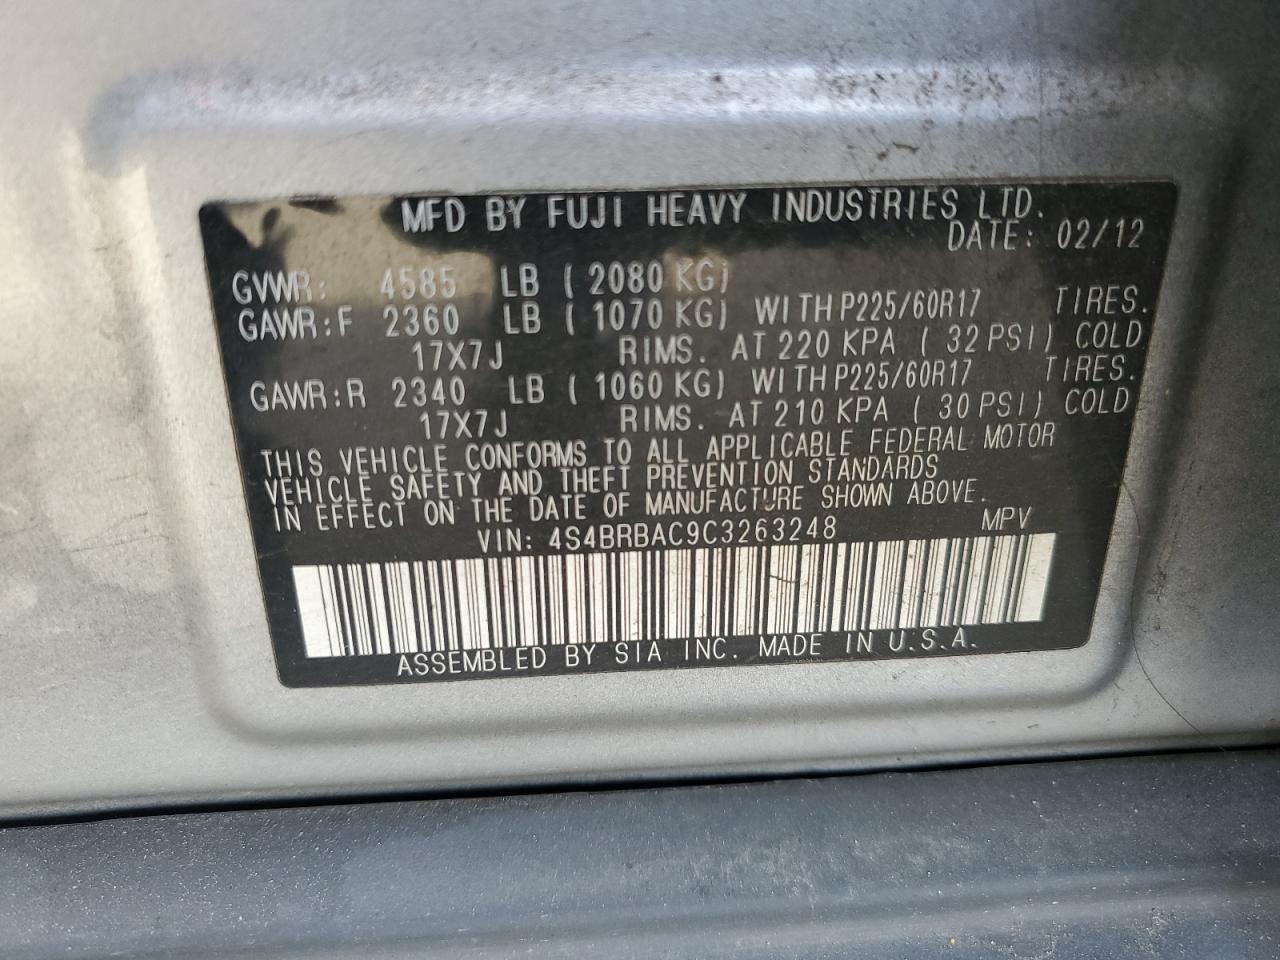 MFD BY FUJI HEAVY INDUSTRIES LTD.
DATE: 02/12
GVWR: 4585 LB ( 2080 KG)
GAWR:F 2360 LB ( 1070 KG) WITH P225/60R17 TIRES.
17X7J RIMS. AT 220 KPA ( 32 PSI) COLD
GAWR:R 2340 LB ( 1060 KG) WITH P225/60R17 TIRES.
17X7J RIMS. AT 210 KPA ( 30 PSI) COLD
THIS VEHICLE CONFORMS TO ALL APPLICABLE FEDERAL MOTOR
VEHICLE SAFETY AND THEFT PREVENTION STANDARDS
IN EFFECT ON THE DATE OF MANUFACTURE SHOWN ABOVE.
VIN: 4S4BRBAC9C3263248 MPV
ASSEMBLED BY SIA INC. MADE IN U.S.A.